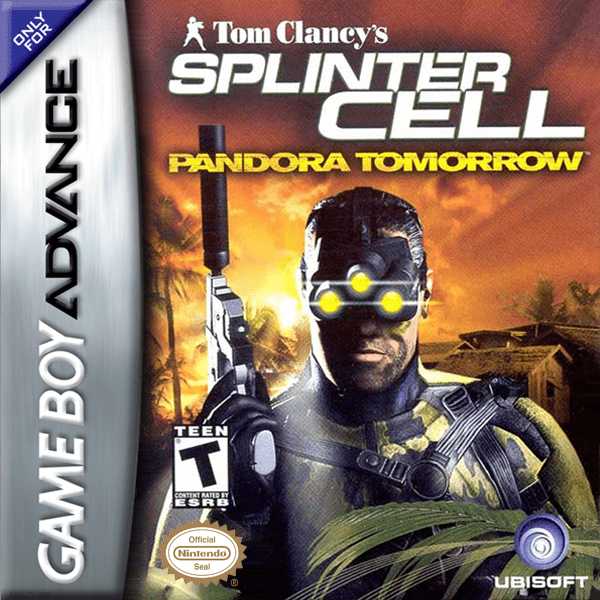 ONLY
FOR
GAME BOY ADVANCE
Tom Clancy's
SPLINTER
CELL
PANDORA TOMORROW™
TEEN
T
CONTENT RATED BY
ESRB
Official
Nintendo
Seal
®
UBISOFT